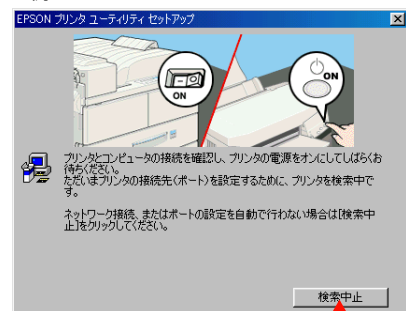 EPSON プリンタ ユーティリティ セットアップ
ON
ON
プリンタとコンピュータの接続を確認し、プリンタの電源をオンにしてしばらくお
待ちください。
ただいまプリンタの接続先(ポート)を設定するために、プリンタを検索中で
す。
ネットワーク接続、またはポートの設定を自動で行わない場合は[検索中
止]をクリックしてください。
検索中止